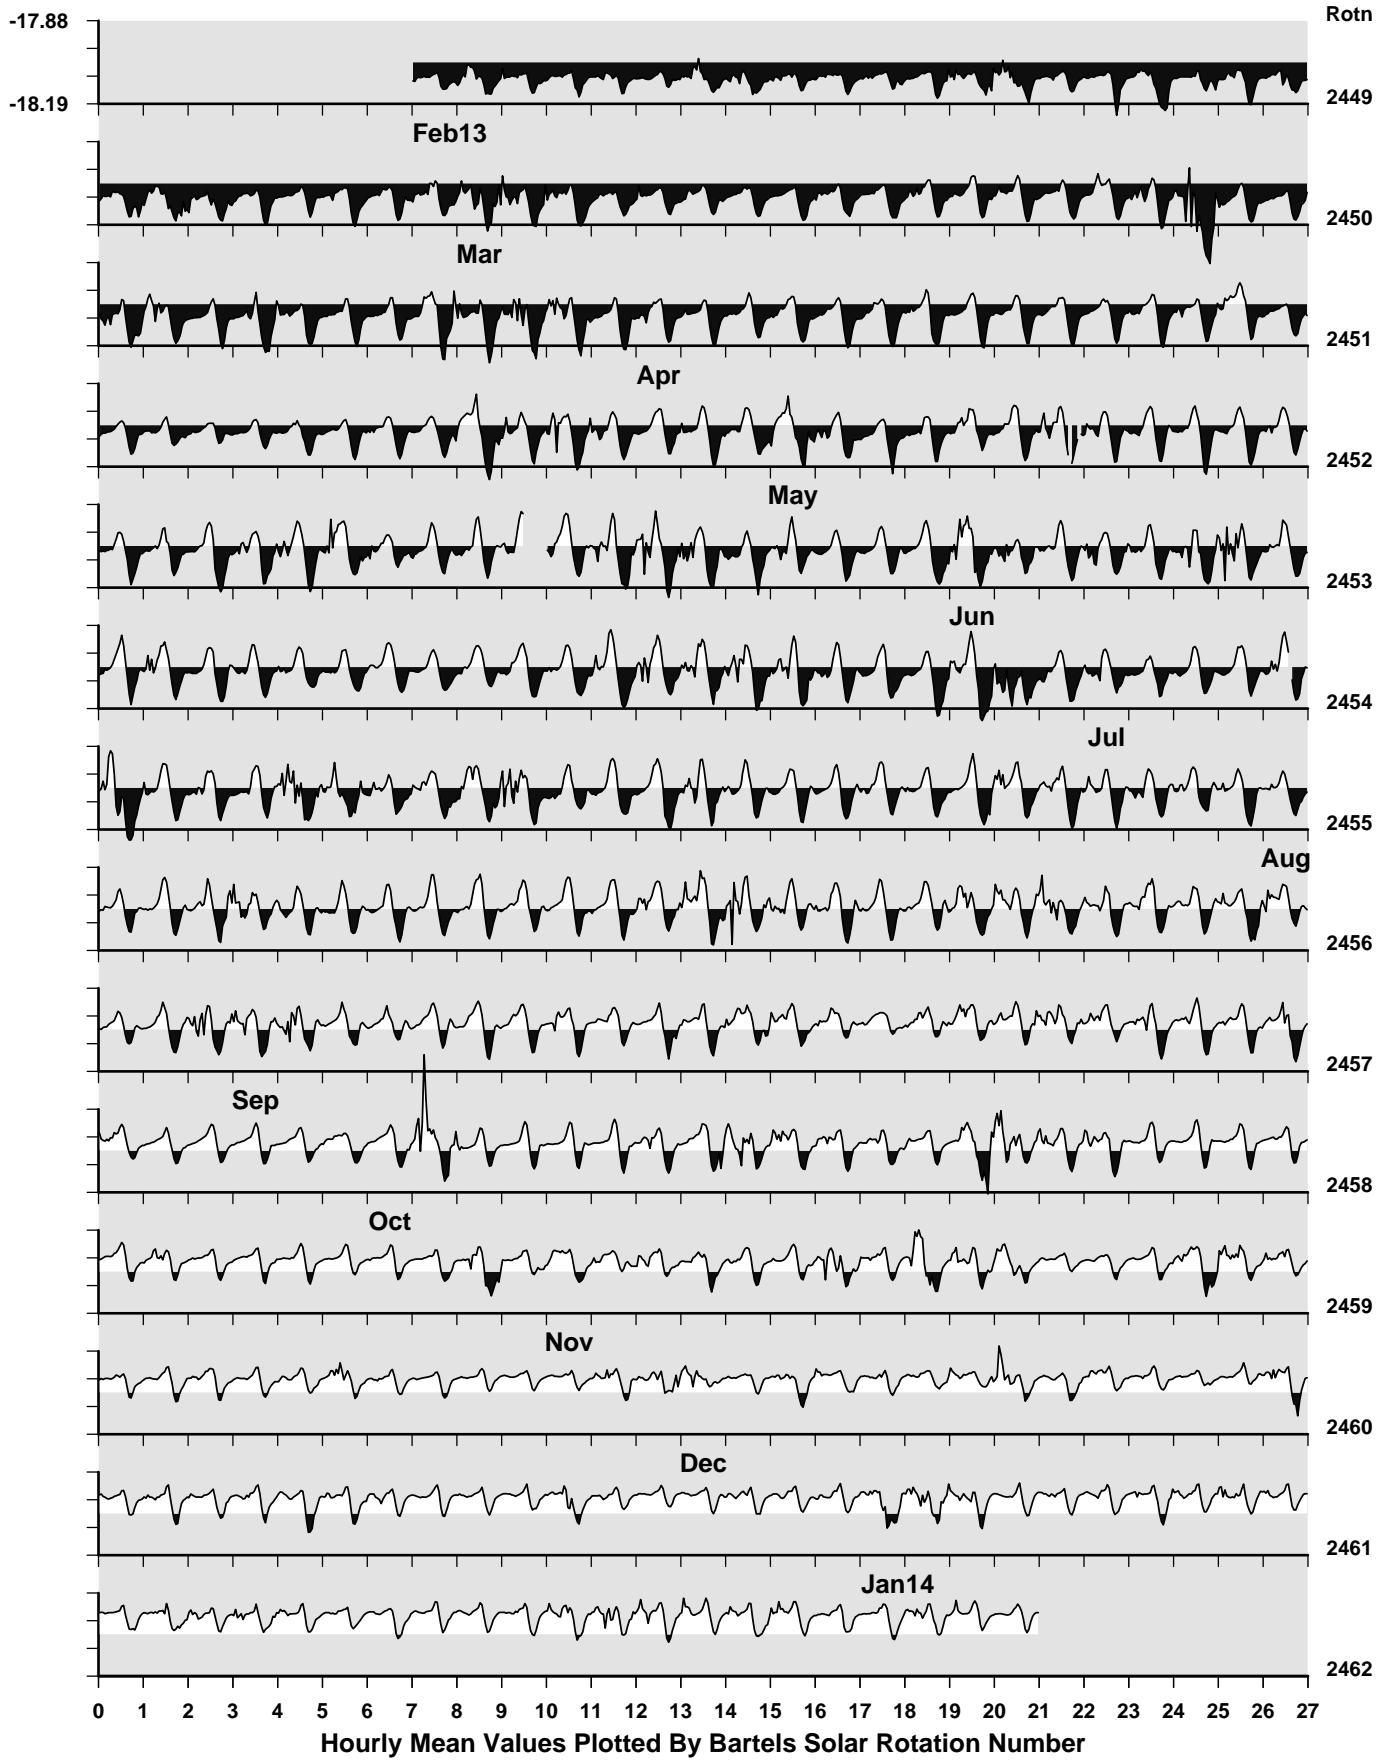 -17.88
Rotn
-18.19
2449
Feb13
2450
Mar
2451
Apr
2452
May
2453
Jun
2454
Jul
2455
Aug
2456
2457
Sep
2458
Oct
2459
Nov
2460
Dec
2461
Jan14
2462
0 1 2 3 4 5 6 7 8 9 10 11 12 13 14 15 16 17 18 19 20 21 22 23 24 25 26 27
Hourly Mean Values Plotted By Bartels Solar Rotation Number